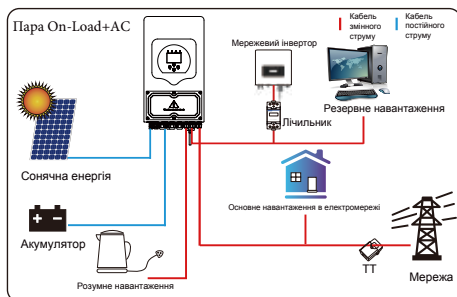 Пара On-Load+AC
Кабель
змінного
струму
Кабель
постійного
струму
Мережевий інвертор
Лічильник
Резервне навантаження
Сонячна енергія
Основне навантаження в електромережі
Акумулятор
ТТ
Мережа
Розумне навантаження